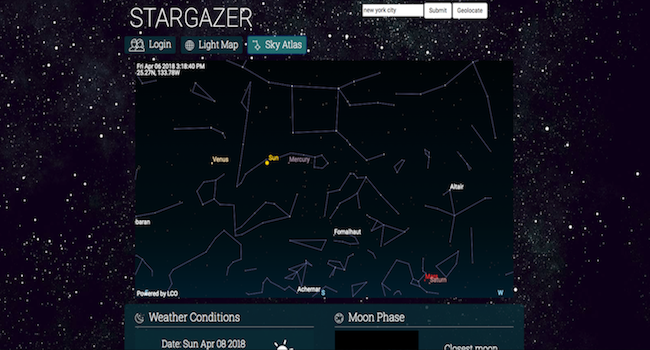 STARGAZER
new york city Submit Geolocate
Login Light Map Sky Atlas
Fri Apr 06 2018 3:18:40 PM
25.27N, 133.78W
Venus
Sun
Mercury
Altair
baran
Fomalhaut
Mars
Saturn
Achernar
S
W
Powered by LCO
Weather Conditions
Moon Phase
Date: Sun Apr 08 2018
Closest moon